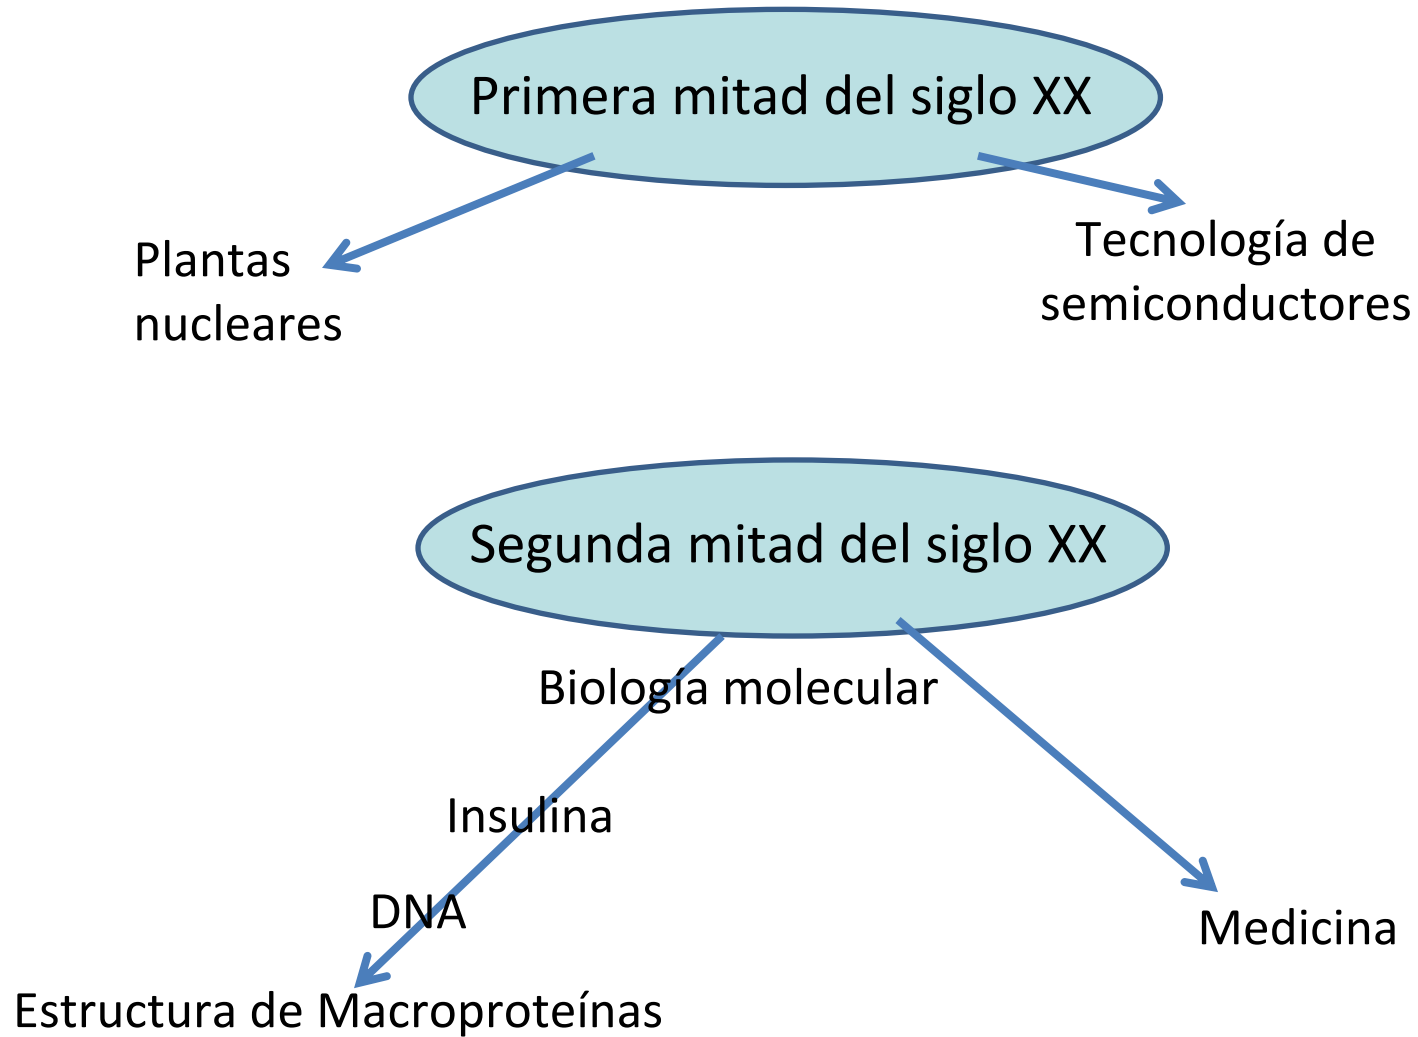 Primera mitad del siglo XX
Plantas
nucleares
Tecnología de
semiconductores
Segunda mitad del siglo XX
Biología molecular
Insulina
DNA
Medicina
Estructura de Macroproteínas